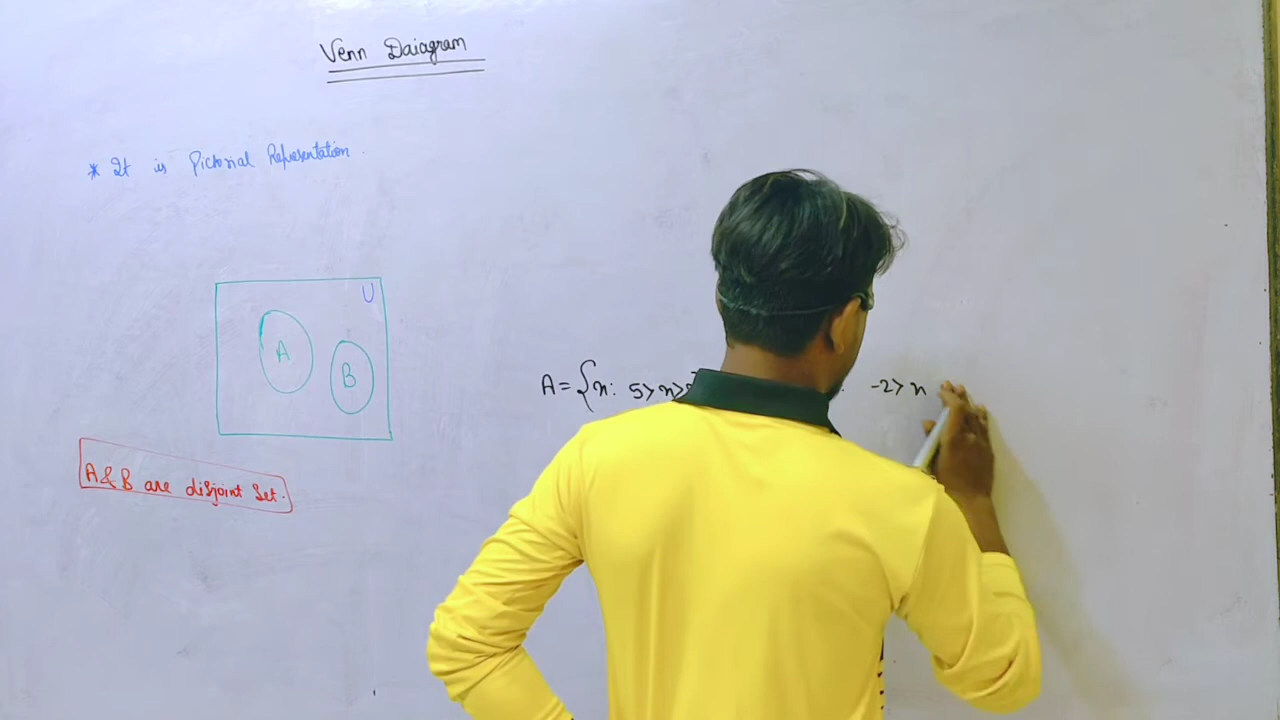 Venn Daiagram
* It is Pictorial Representation.
U
A
B
A = {x: 5>x>
: -2>x
A & B are disjoint Set.